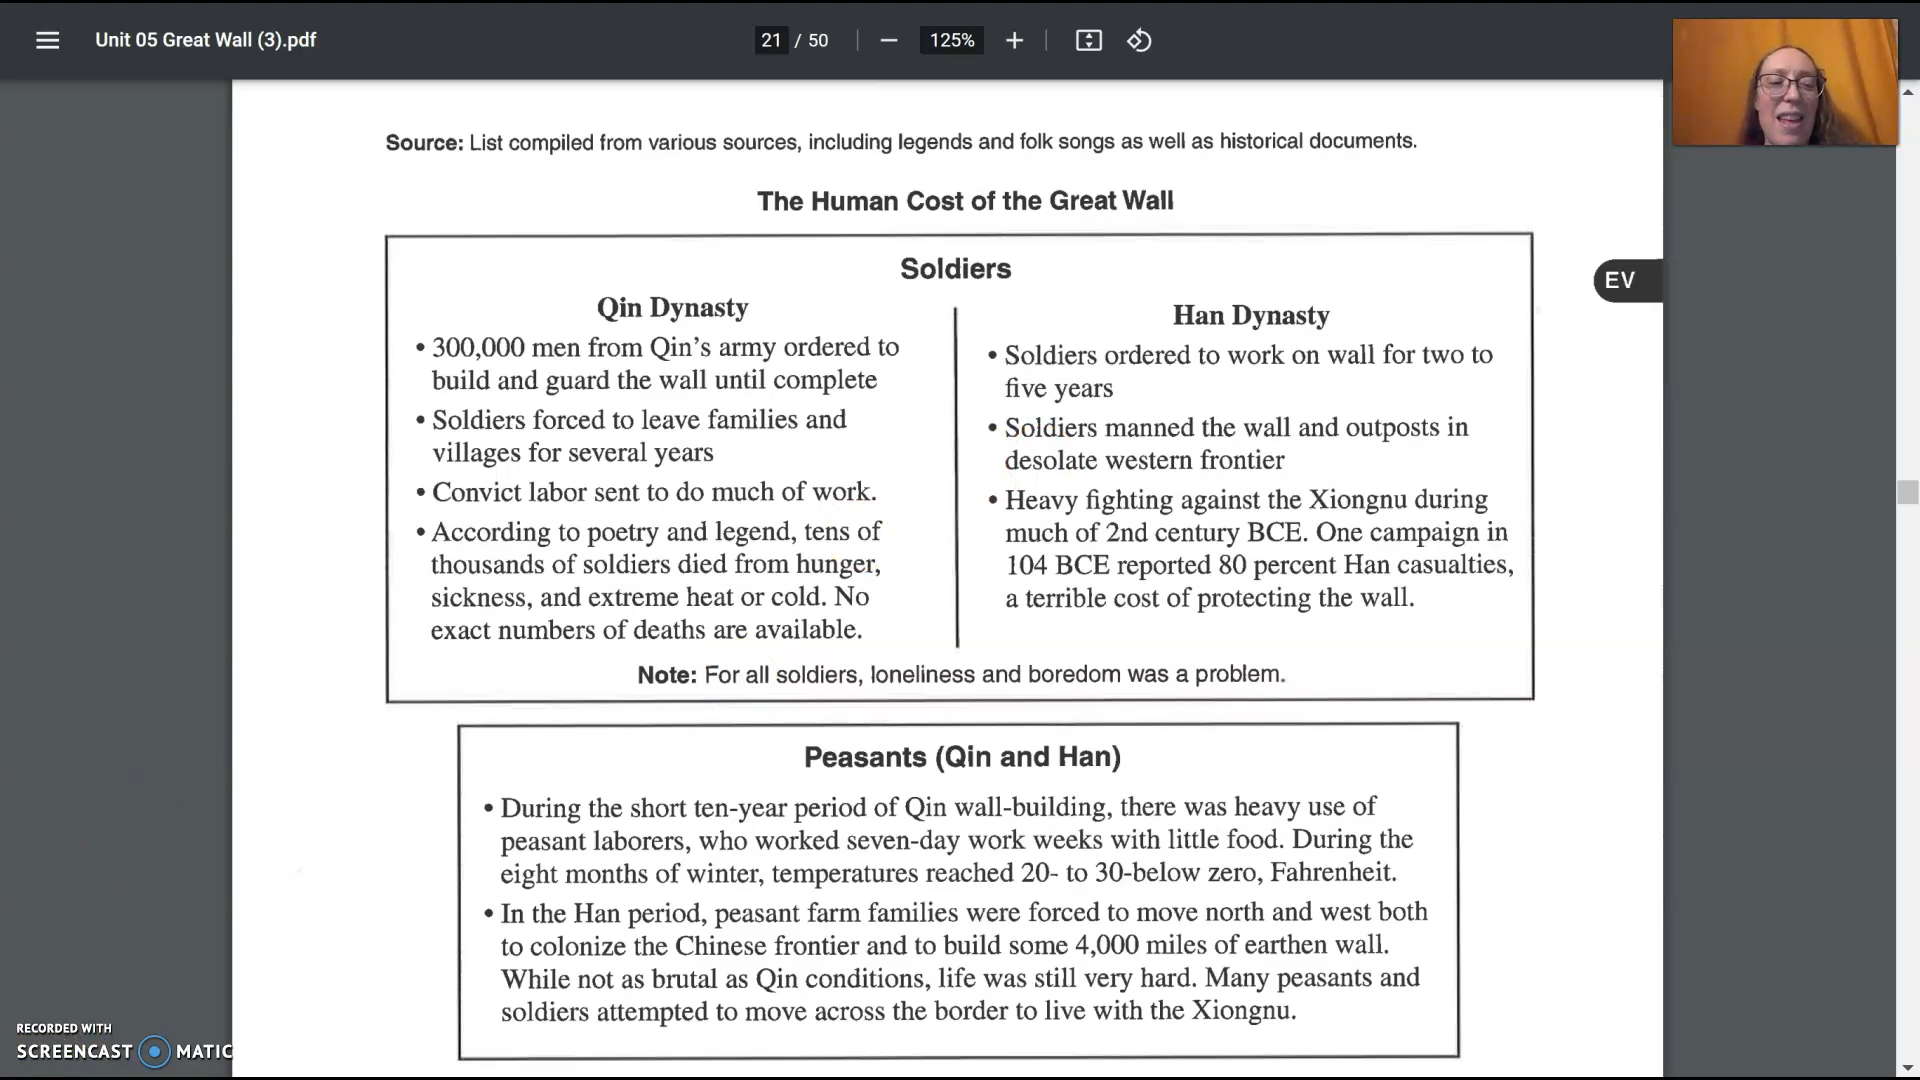 Unit 05 Great Wall (3).pdf
21 / 50
125%
Source: List compiled from various sources, including legends and folk songs as well as historical documents.
The Human Cost of the Great Wall
Soldiers
Qin Dynasty
• 300,000 men from Qin's army ordered to
build and guard the wall until complete
• Soldiers forced to leave families and
villages for several years
• Convict labor sent to do much of work.
• According to poetry and legend, tens of
thousands of soldiers died from hunger,
sickness, and extreme heat or cold. No
exact numbers of deaths are available.
Han Dynasty
• Soldiers ordered to work on wall for two to
five years
• Soldiers manned the wall and outposts in
desolate western frontier
• Heavy fighting against the Xiongnu during
much of 2nd century BCE. One campaign in
104 BCE reported 80 percent Han casualties,
a terrible cost of protecting the wall.
Note: For all soldiers, loneliness and boredom was a problem.
EV
Peasants (Qin and Han)
• During the short ten-year period of Qin wall-building, there was heavy use of
peasant laborers, who worked seven-day work weeks with little food. During the
eight months of winter, temperatures reached 20- to 30-below zero, Fahrenheit.
• In the Han period, peasant farm families were forced to move north and west both
to colonize the Chinese frontier and to build some 4,000 miles of earthen wall.
While not as brutal as Qin conditions, life was still very hard. Many peasants and
soldiers attempted to move across the border to live with the Xiongnu.
RECORDED WITH
SCREENCAST MATIC